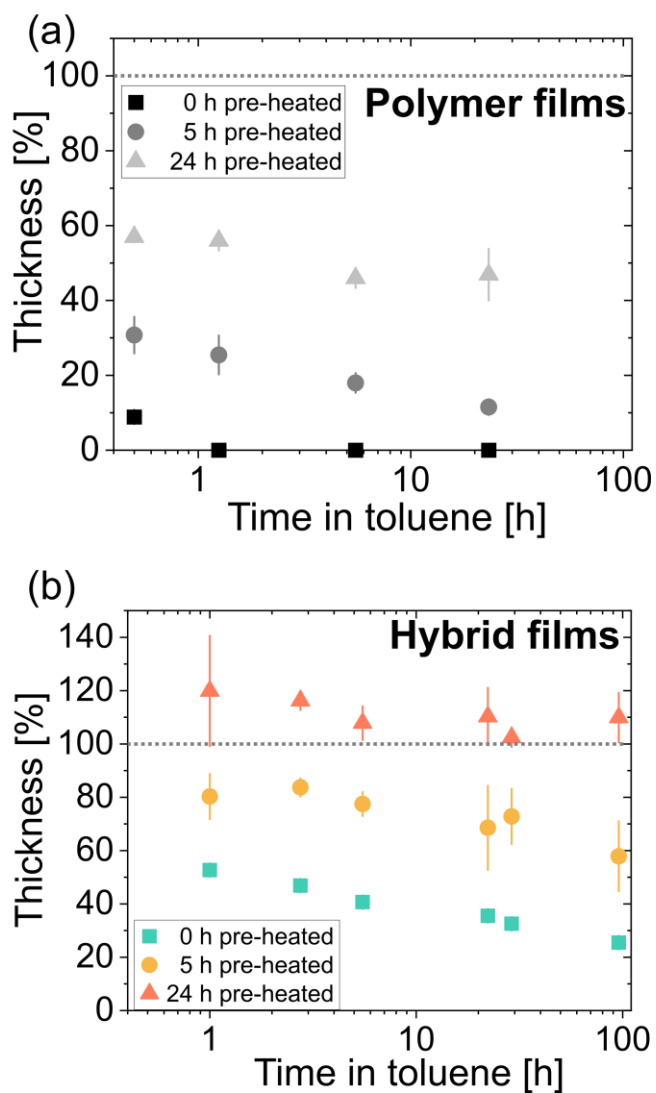 (a)
Polymer films
0 h pre-heated
5 h pre-heated
24 h pre-heated
Thickness [%]
100
80
60
40
20
0
1
10
100
Time in toluene [h]
(b)
Hybrid films
Thickness [%]
140
120
100
80
60
40
20
0
0 h pre-heated
5 h pre-heated
24 h pre-heated
1
10
100
Time in toluene [h]